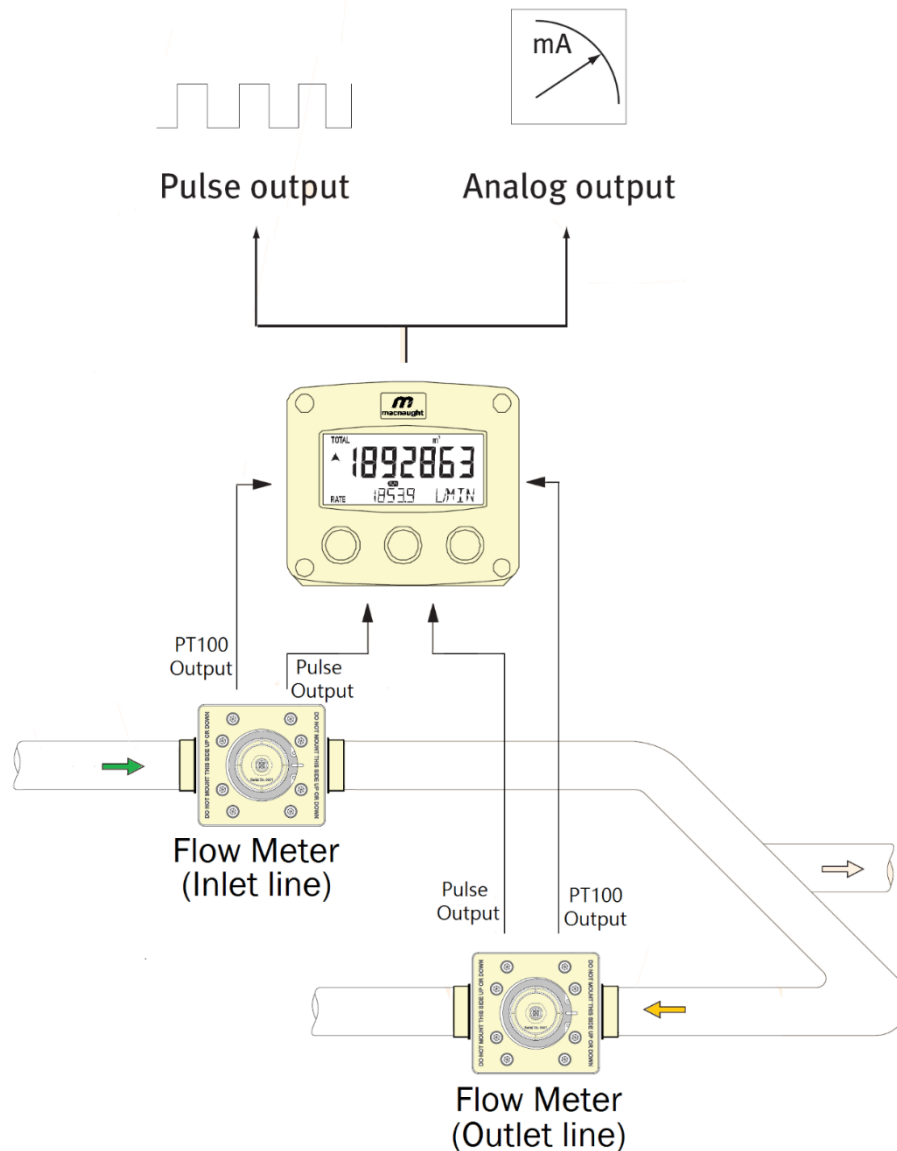 mA
Pulse output
Analog output
m
macnaught
TOTAL
m³
1892863
RATE
1853.9
L/MIN
PT100
Output
Pulse
Output
DO NOT MOUNT THIS SIDE UP OR DOWN
DO NOT MOUNT THIS SIDE UP OR DOWN
Flow Meter
(Inlet line)
Pulse
Output
PT100
Output
DO NOT MOUNT THIS SIDE UP OR DOWN
DO NOT MOUNT THIS SIDE UP OR DOWN
Flow Meter
(Outlet line)